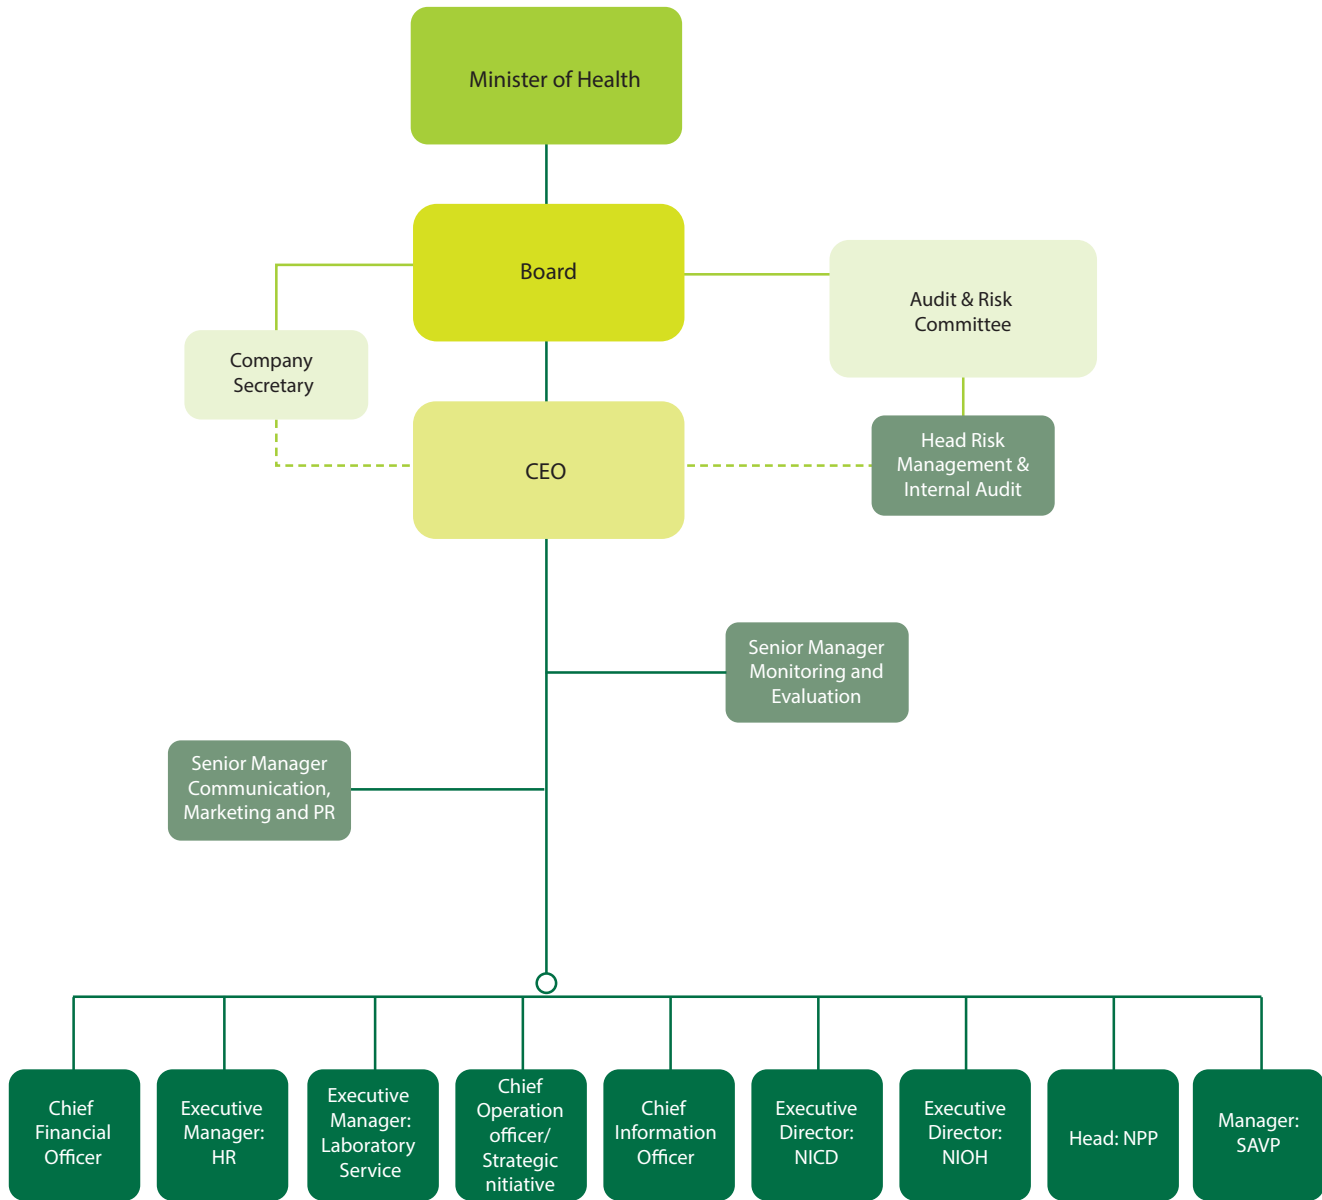 Minister of Health
Board
Audit & Risk
Committee
Company
Secretary
CEO
Head Risk
Management &
Internal Audit
Senior Manager
Monitoring and
Evaluation
Senior Manager
Communication,
Marketing and PR
Chief
Financial
Officer
Executive
Manager:
HR
Executive
Manager:
Laboratory
Service
Chief
Operation
officer/
Strategic
nitiative
Chief
Information
Officer
Executive
Director:
NICD
Executive
Director:
NIOH
Head: NPP
Manager:
SAVP